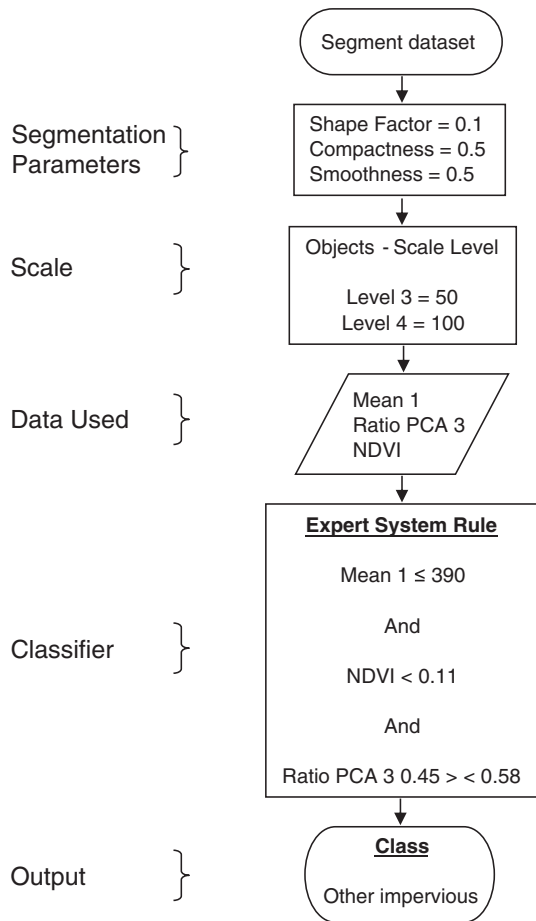 Segment dataset
Segmentation
Parameters
Shape Factor = 0.1
Compactness = 0.5
Smoothness = 0.5
Scale
Objects - Scale Level
Level 3 = 50
Level 4 = 100
Data Used
Mean 1
Ratio PCA 3
NDVI
Classifier
Expert System Rule
Mean 1 ≤ 390
And
NDVI < 0.11
And
Ratio PCA 3 0.45 > < 0.58
Output
Class
Other impervious